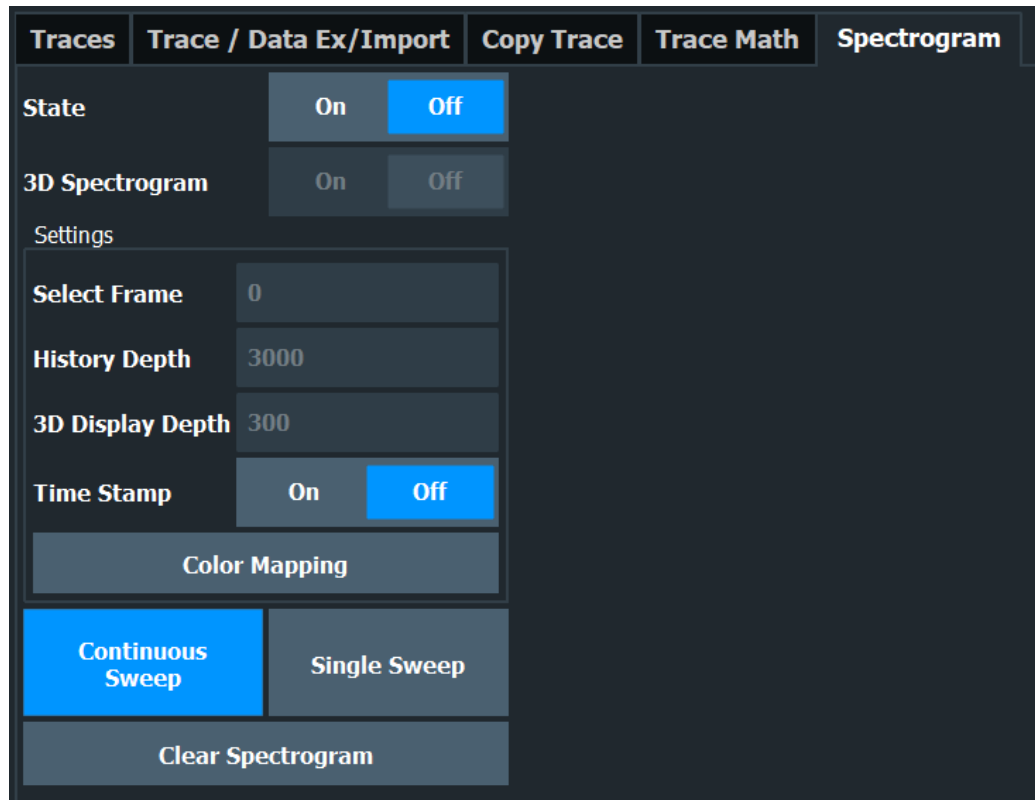 Traces Trace / Data Ex/Import Copy Trace Trace Math Spectrogram
State On Off
3D Spectrogram On Off
Settings
Select Frame 0
History Depth 3000
3D Display Depth 300
Time Stamp On Off
Color Mapping
Continuous
Sweep
Single Sweep
Clear Spectrogram